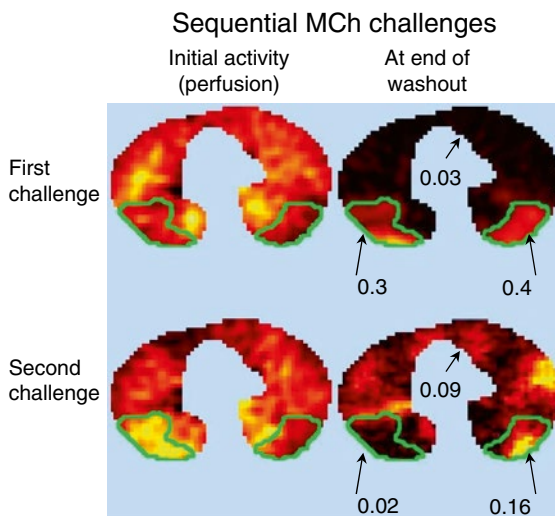 Sequential MCh challenges
Initial activity
(perfusion)
At end of
washout
First
challenge
0.03
0.3
0.4
Second
challenge
0.09
0.02
0.16